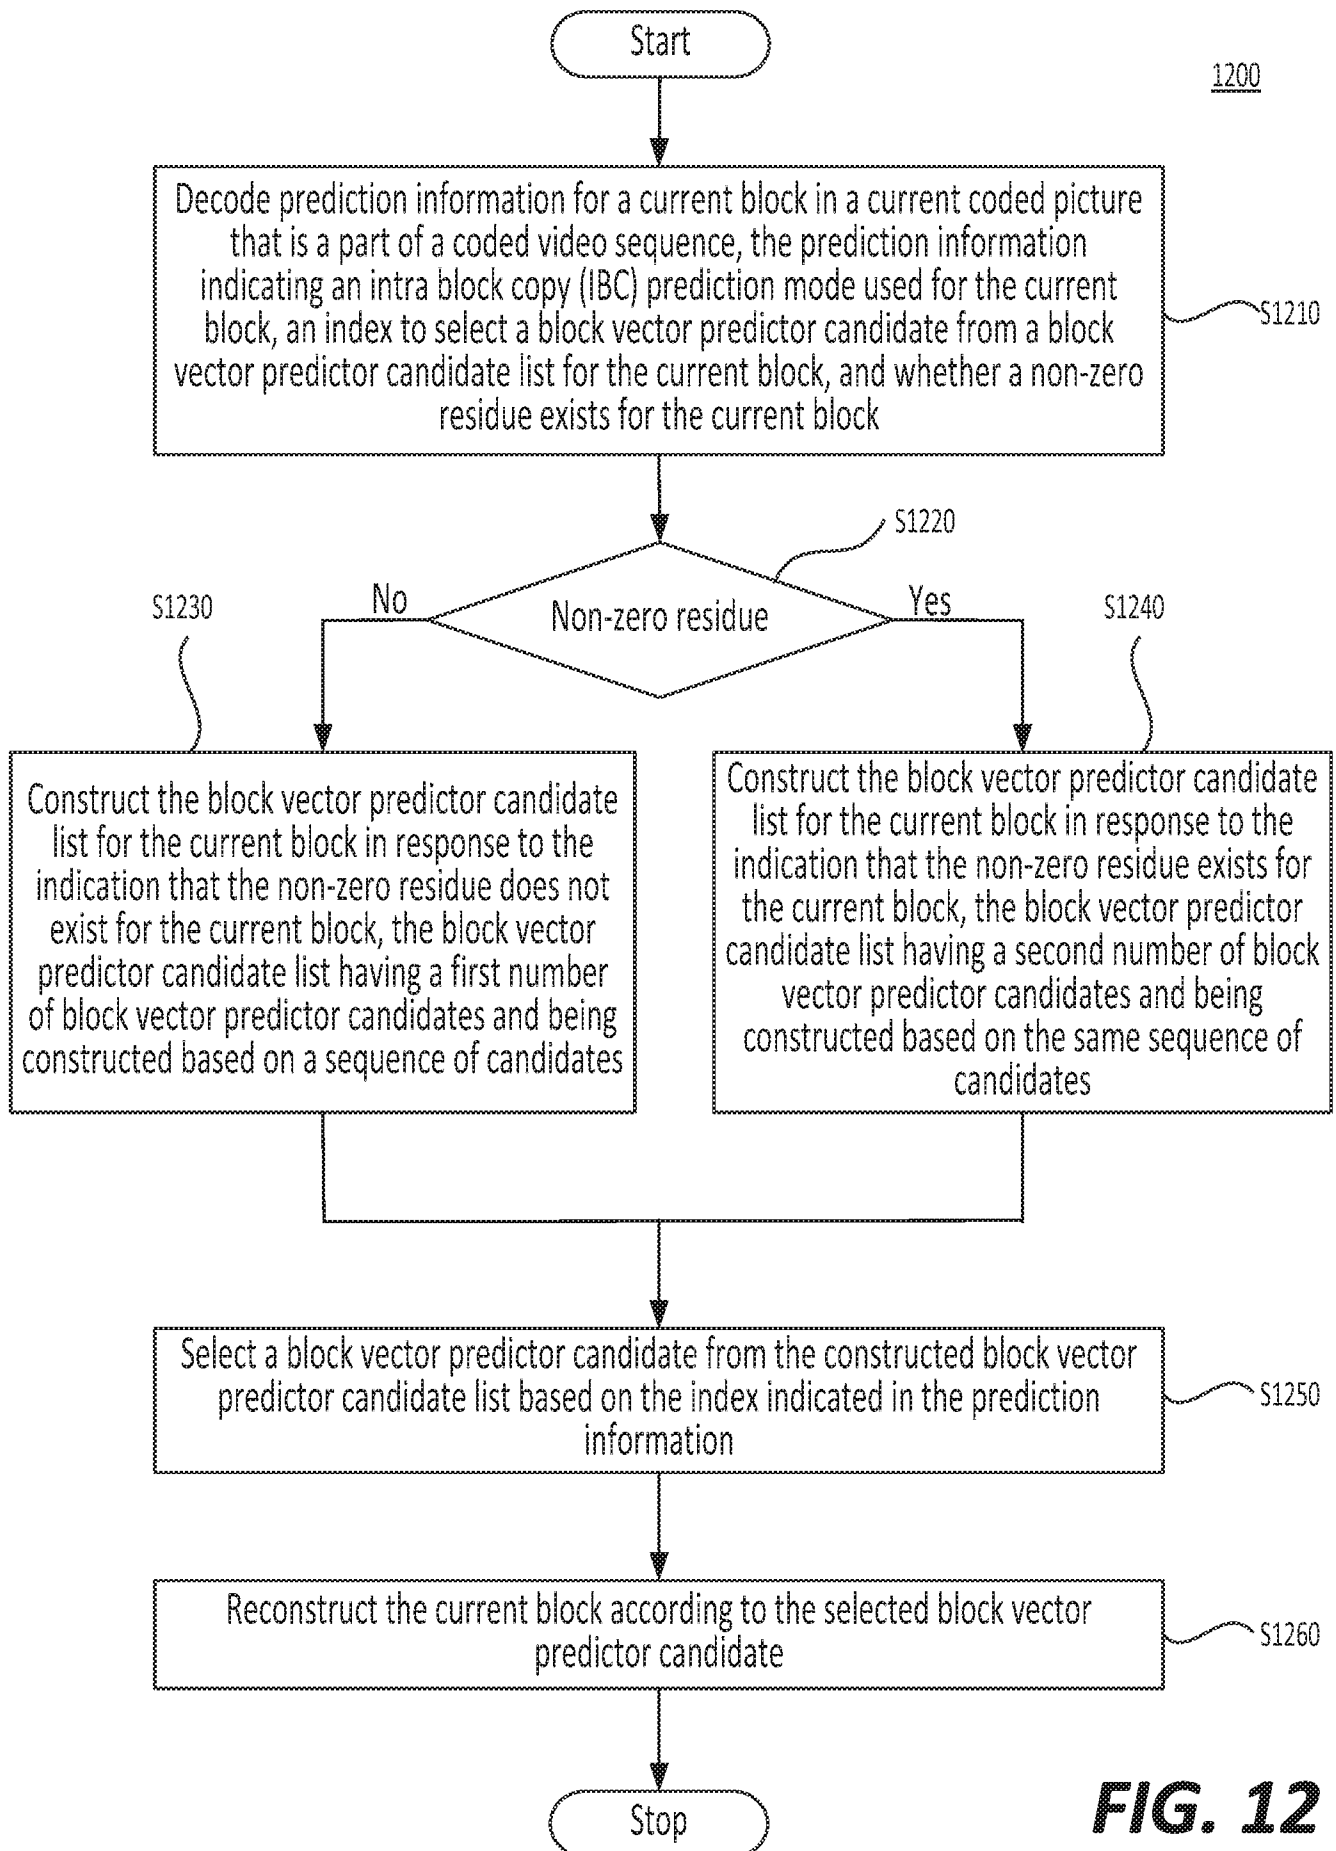 Start
1200
Decode prediction information for a current block in a current coded picture
that is a part of a coded video sequence, the prediction information
indicating an intra block copy (IBC) prediction mode used for the current
block, an index to select a block vector predictor candidate from a block
vector predictor candidate list for the current block, and whether a non-zero
residue exists for the current block
S1210
S1220
Non-zero residue
No
Yes
S1230
S1240
Construct the block vector predictor candidate
list for the current block in response to the
indication that the non-zero residue does not
exist for the current block, the block vector
predictor candidate list having a first number
of block vector predictor candidates and being
constructed based on a sequence of candidates
Construct the block vector predictor candidate
list for the current block in response to the
indication that the non-zero residue exists for
the current block, the block vector predictor
candidate list having a second number of block
vector predictor candidates and being
constructed based on the same sequence of
candidates
Select a block vector predictor candidate from the constructed block vector
predictor candidate list based on the index indicated in the prediction
information
S1250
Reconstruct the current block according to the selected block vector
predictor candidate
S1260
Stop
FIG. 12